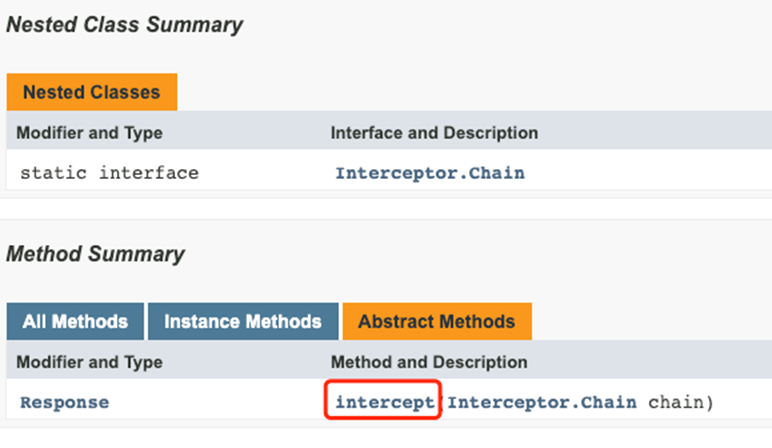 Nested Class Summary
Nested Classes
Modifier and Type Interface and Description
static interface Interceptor.Chain
Method Summary
All Methods Instance Methods Abstract Methods
Modifier and Type Method and Description
Response intercept(Interceptor.Chain chain)